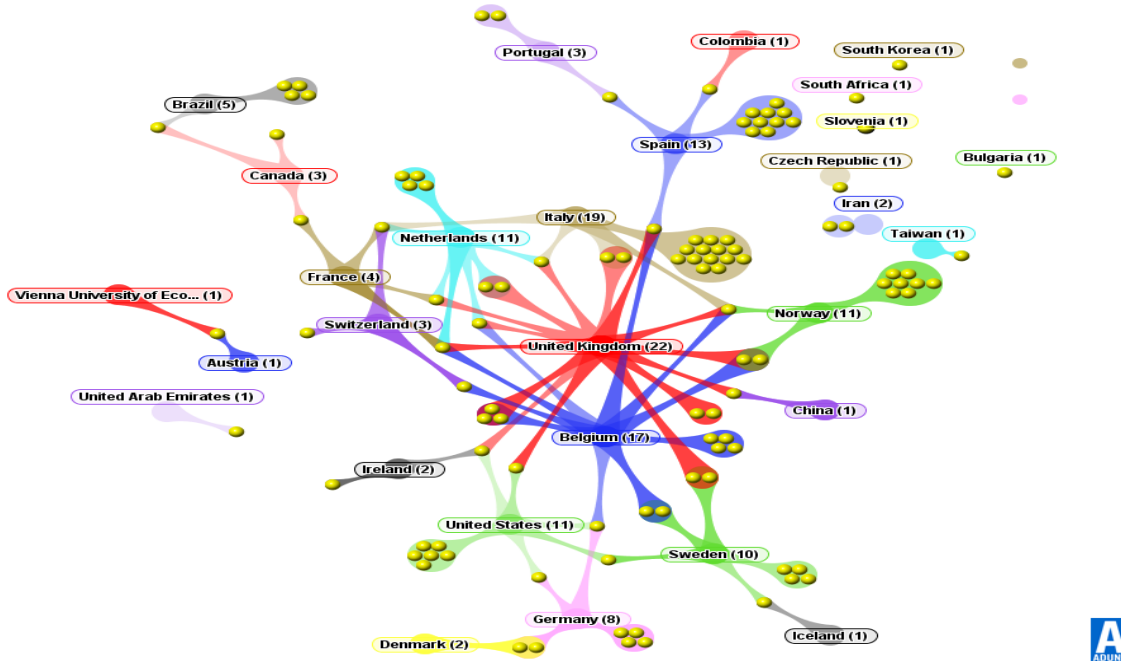 Portugal (3)
Colombia (1)
South Korea (1)
Brazil (5)
South Africa (1)
Slovenia (1)
Spain (13)
Czech Republic (1)
Bulgaria (1)
Canada (3)
Iran (2)
Italy (19)
Netherlands (11)
Taiwan (1)
France (4)
Vienna University of Eco... (1)
Norway (11)
Switzerland (3)
United Kingdom (22)
Austria (1)
United Arab Emirates (1)
China (1)
Belgium (17)
Ireland (2)
United States (11)
Sweden (10)
Germany (8)
Iceland (1)
Denmark (2)
A
ADUN